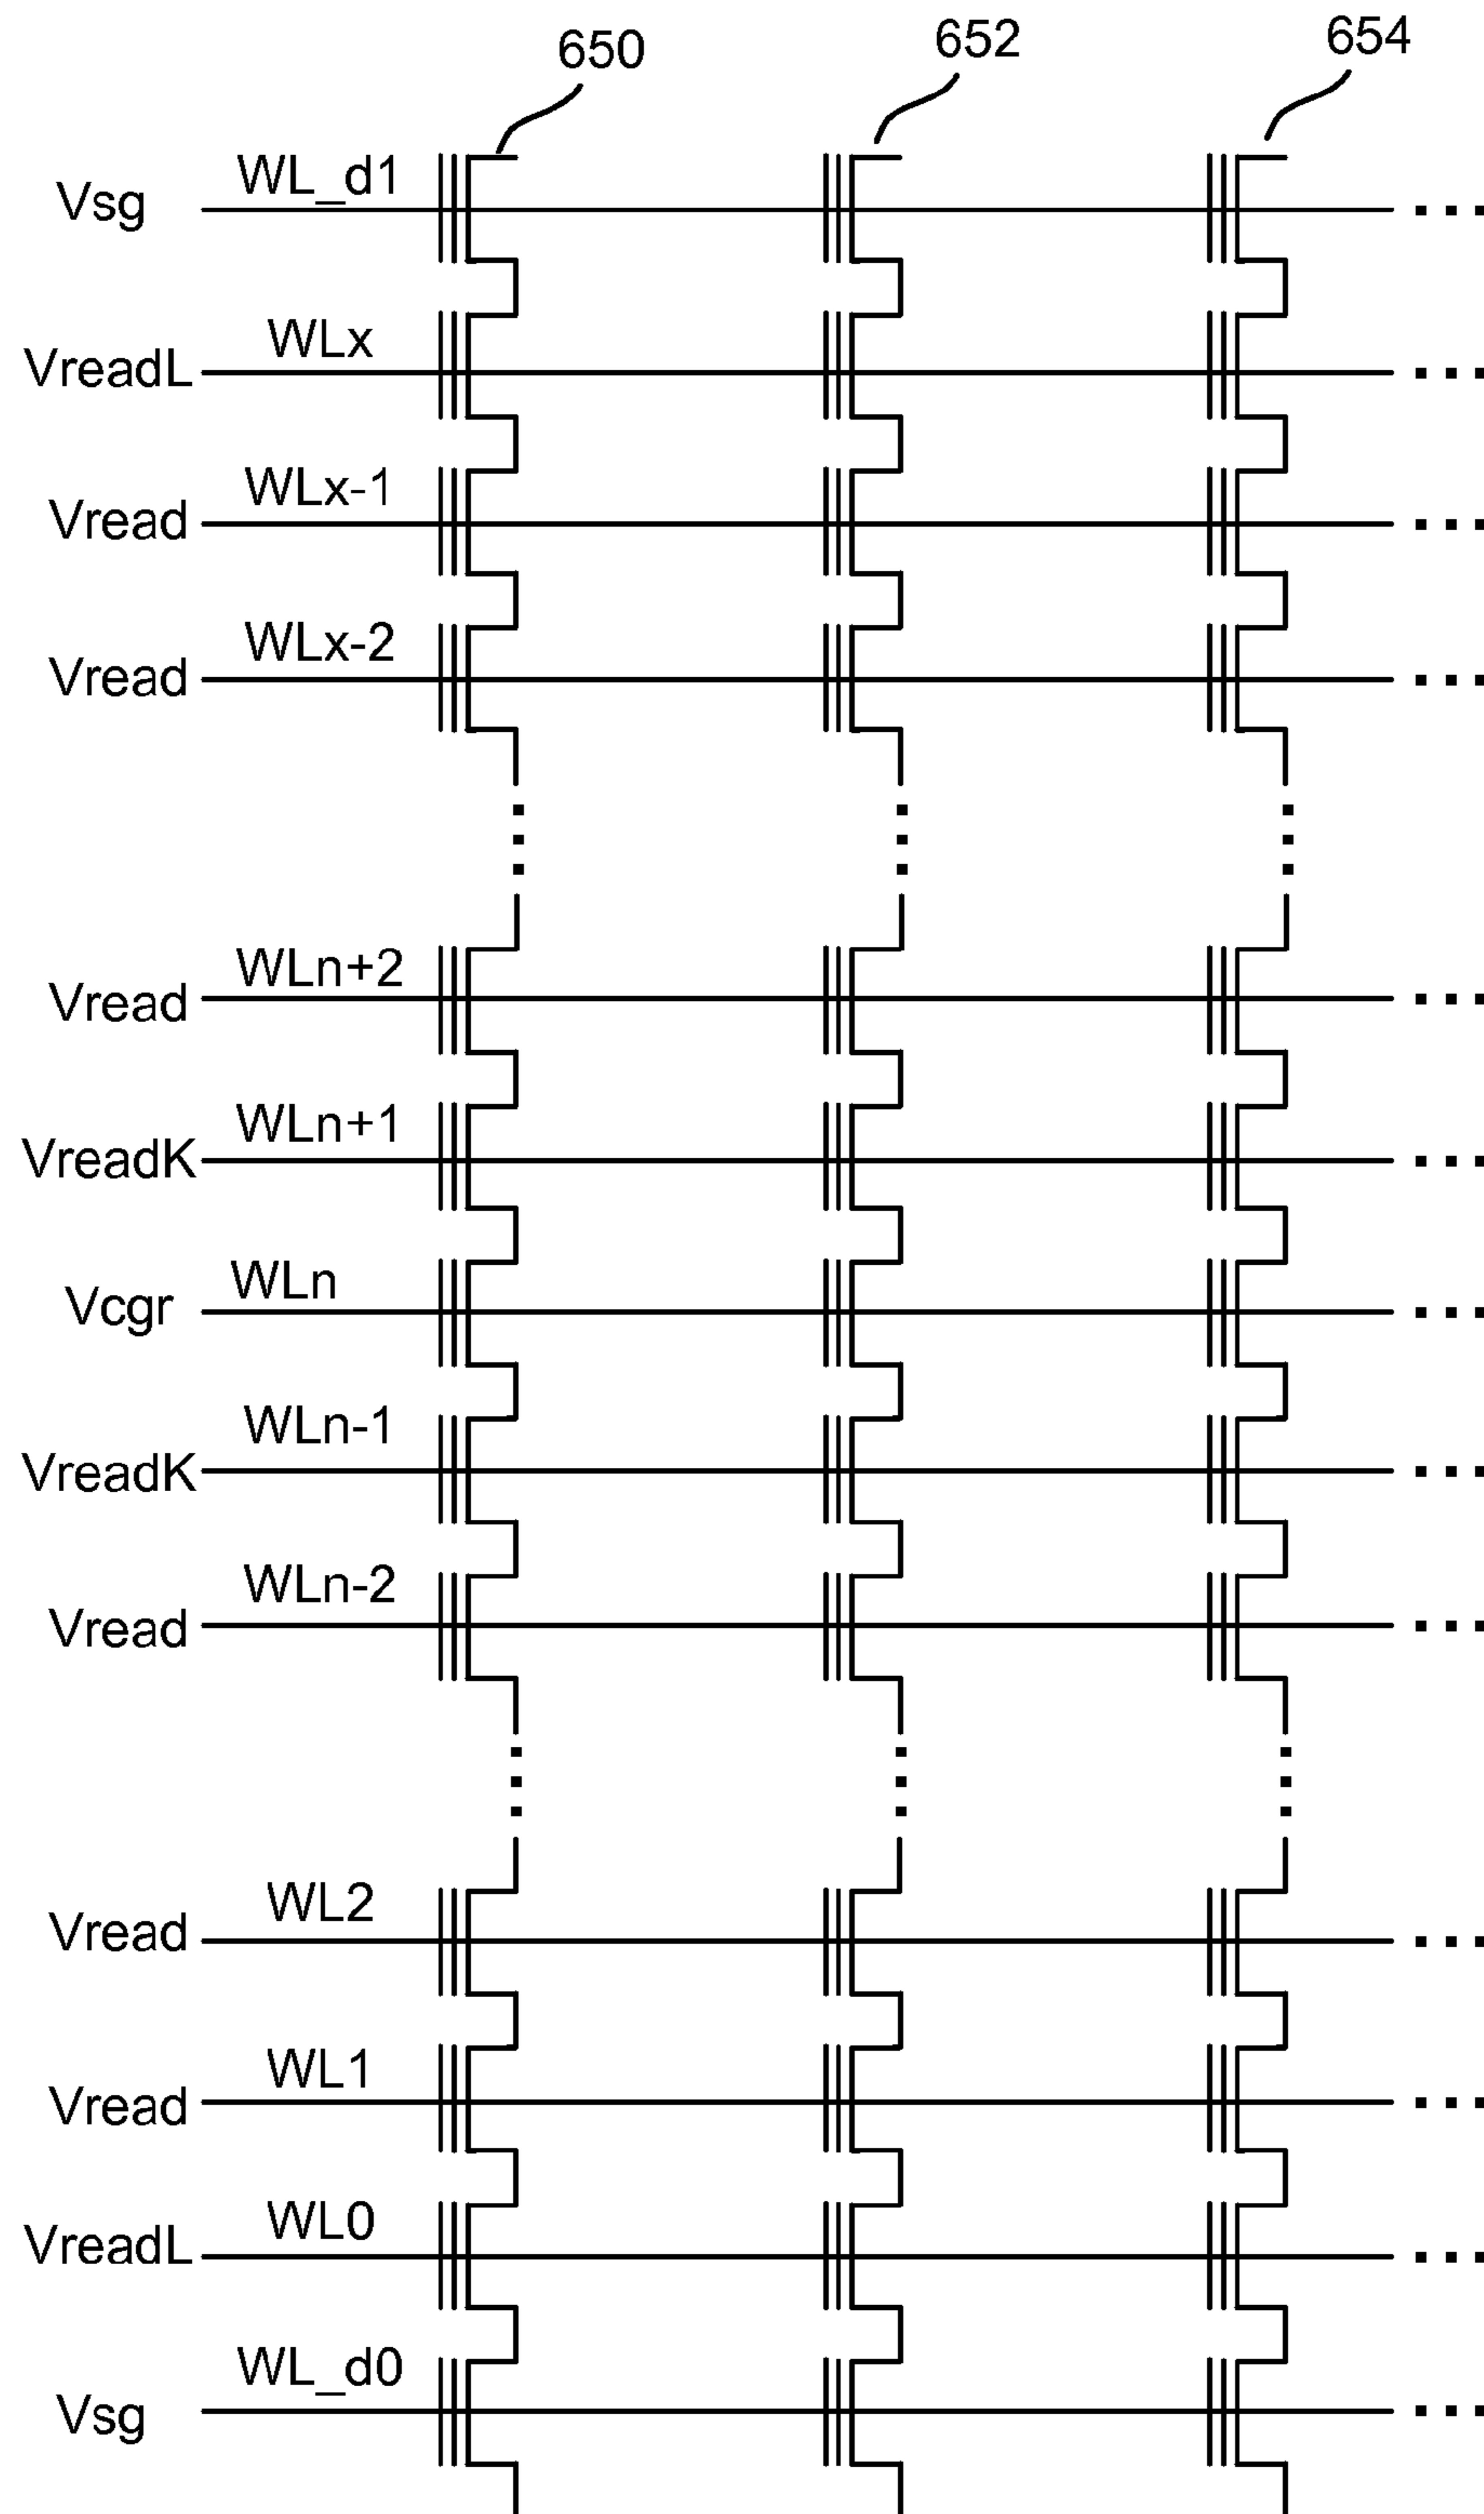 650 652 654
Vsg WL_d1
VreadL WLx
Vread WLx-1
Vread WLx-2
Vread WLn+2
VreadK WLn+1
Vcgr WLn
VreadK WLn-1
Vread WLn-2
Vread WL2
Vread WL1
VreadL WL0
Vsg WL_d0